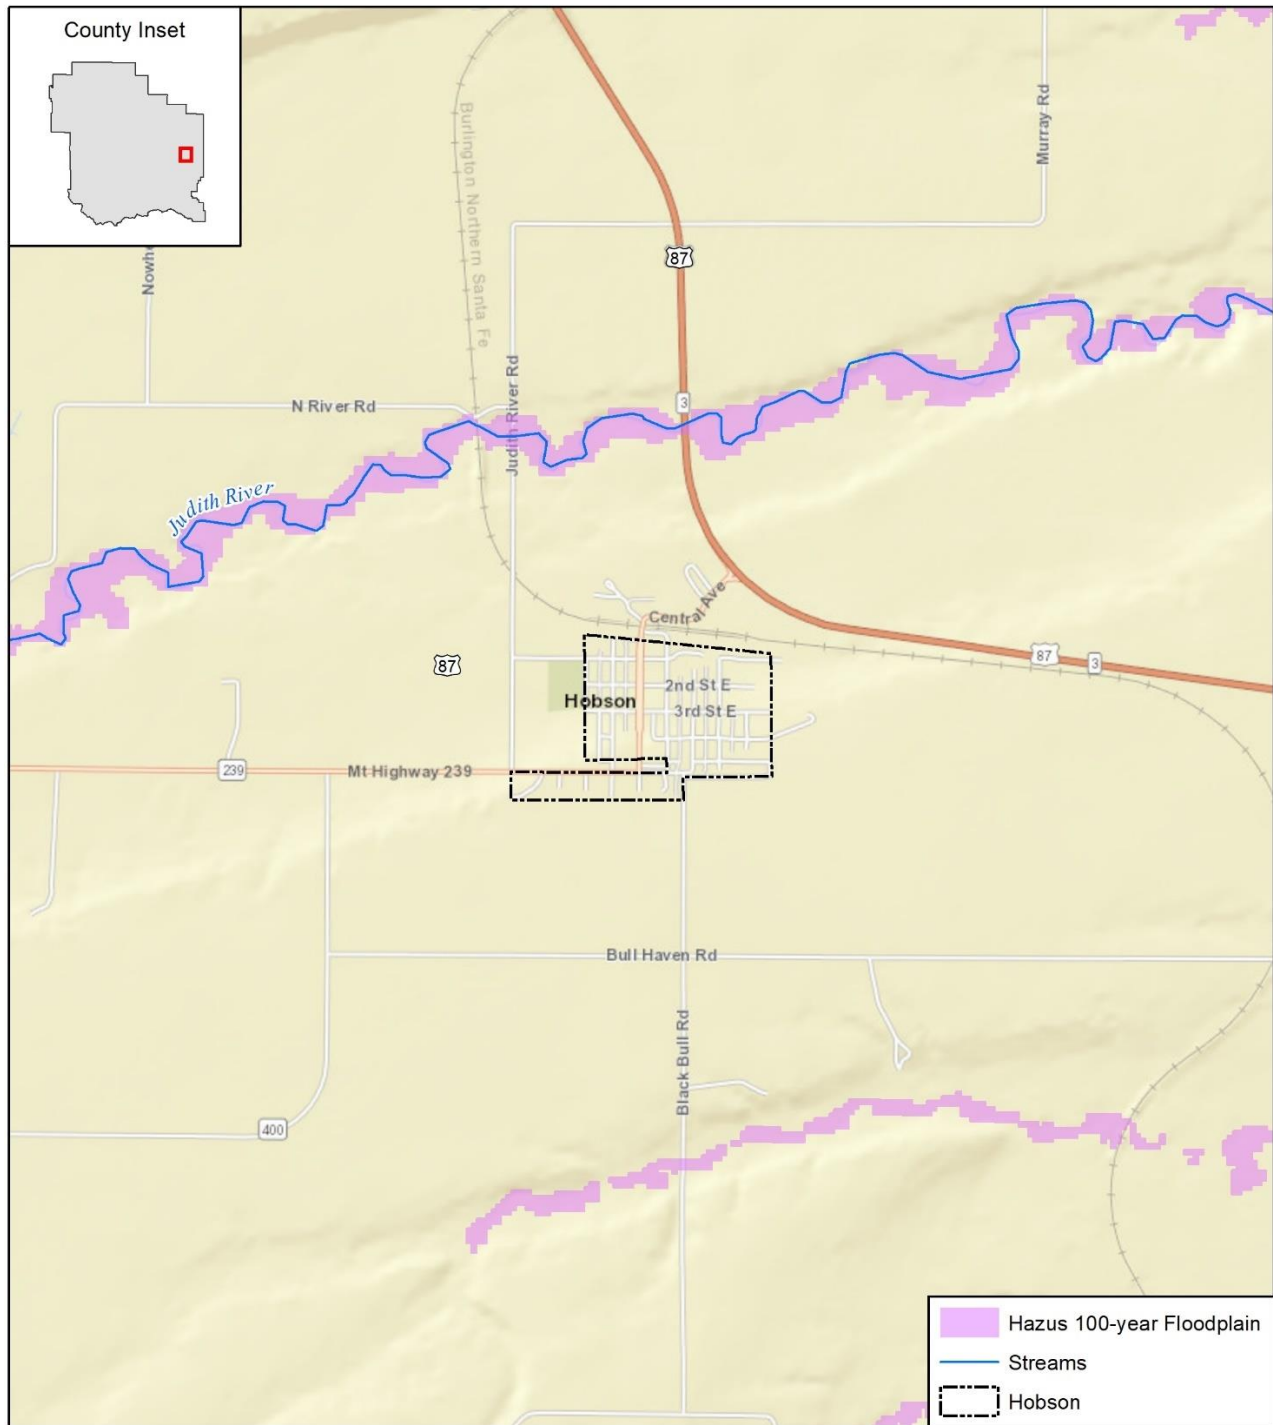 County Inset
Nowhe
Burlington Northern Santa Fe
Murray Rd
87
Judith River Rd
N River Rd
3
Judith River
Central Ave
87
3
87
2nd St E
Hobson
3rd St E
239
Mt Highway 239
Bull Haven Rd
Black Bull Rd
400
Hazus 100-year Floodplain
Streams
Hobson